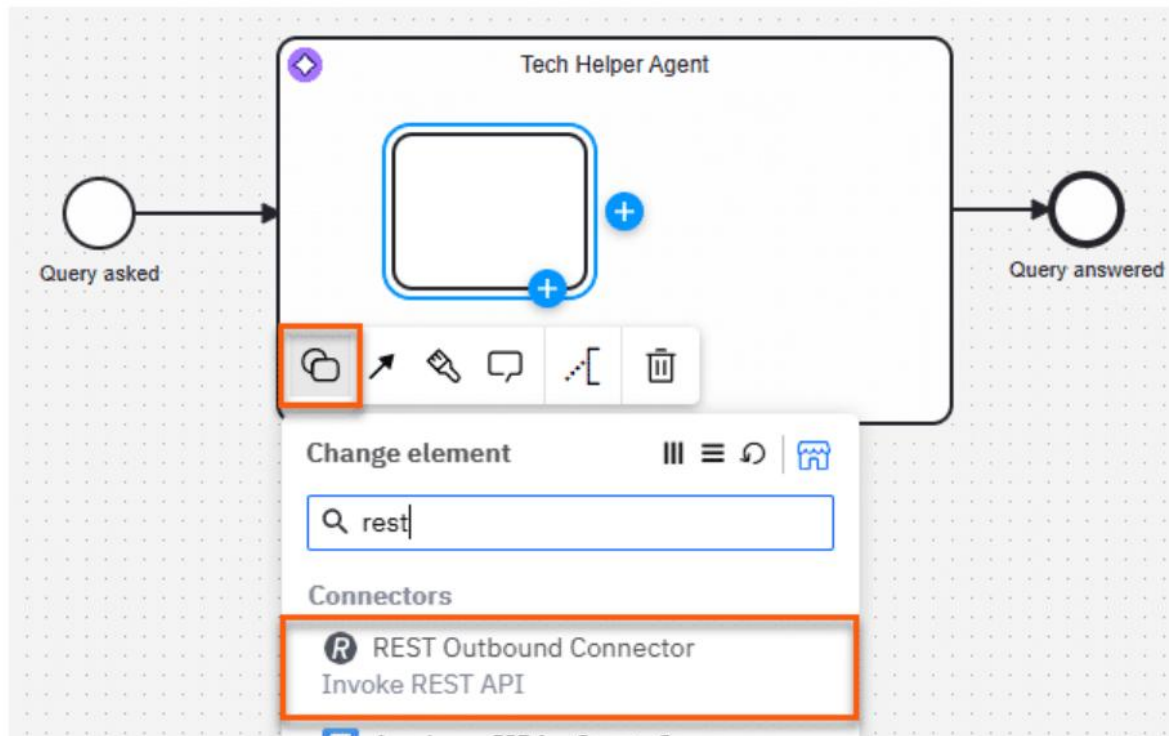 Tech Helper Agent
Query asked
Query answered
Change element
rest
Connectors
R REST Outbound Connector
Invoke REST API